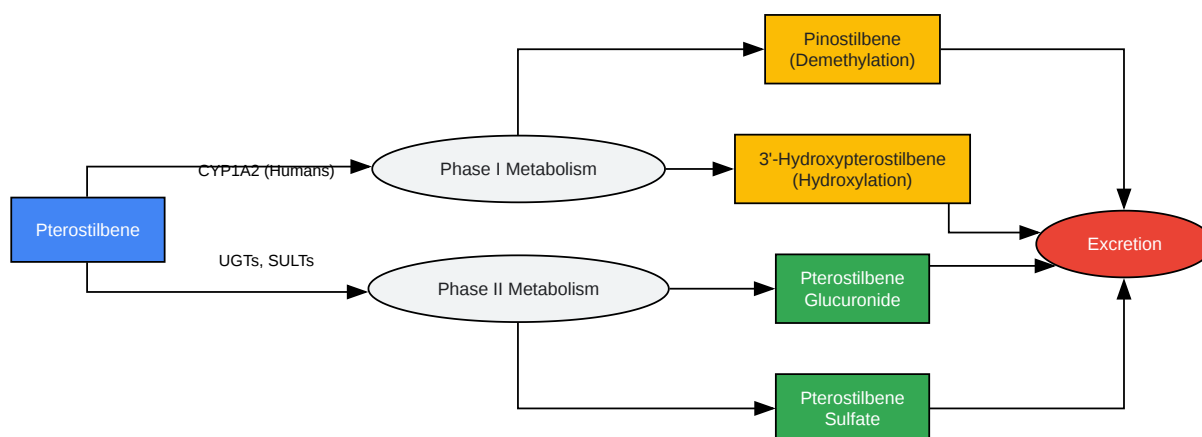 Pinostilbene
(Demethylation)
CYP1A2 (Humans)
Phase I Metabolism
3'-Hydroxypterostilbene
(Hydroxylation)
Pterostilbene
Excretion
UGTs, SULTs
Phase II Metabolism
Pterostilbene
Glucuronide
Pterostilbene
Sulfate